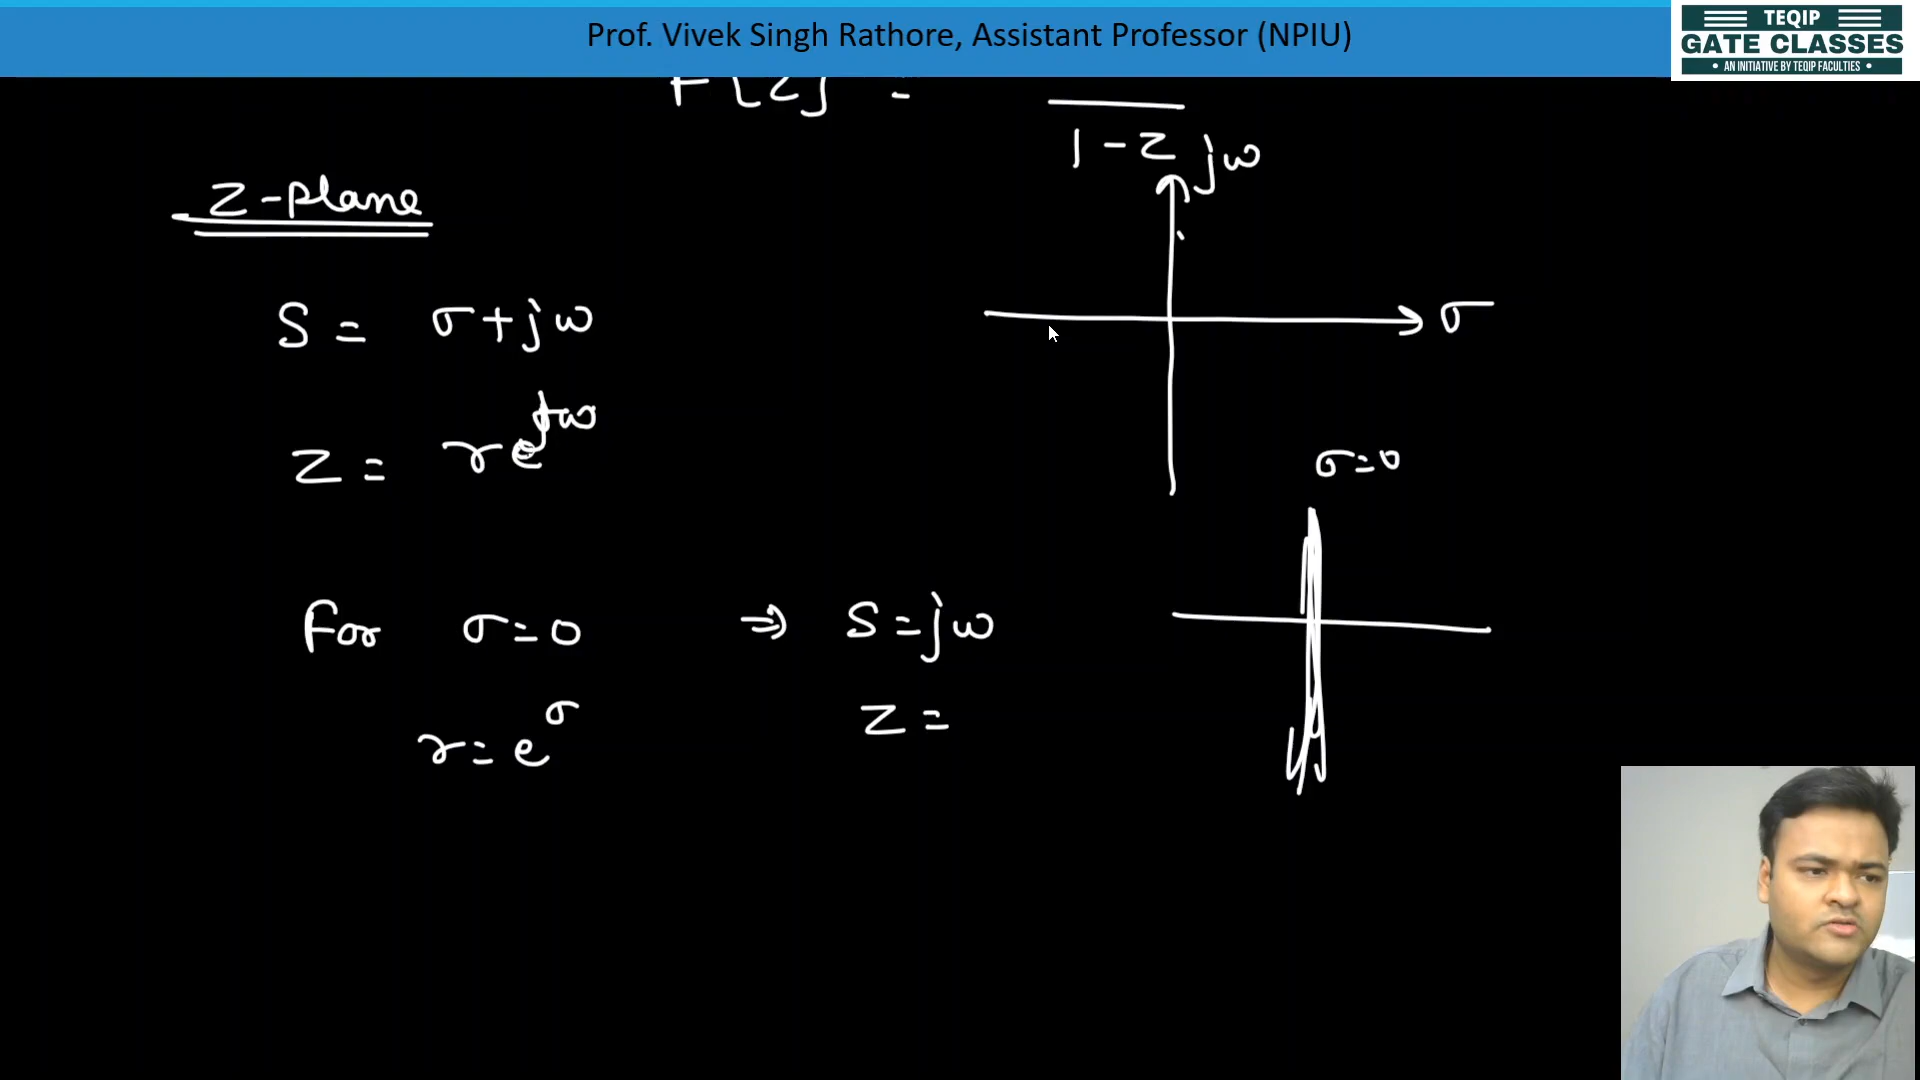 Prof. Vivek Singh Rathore, Assistant Professor (NPIU)
TEQIP
GATE CLASSES
• AN INITIATIVE BY TEQIP FACULTIES •
F[Z] =
1 - Z
jω
Z-plane
S = σ + jω
σ
Z = re^jω
σ=0
For σ=0 ⇒ S=jω
r = e^σ
Z =